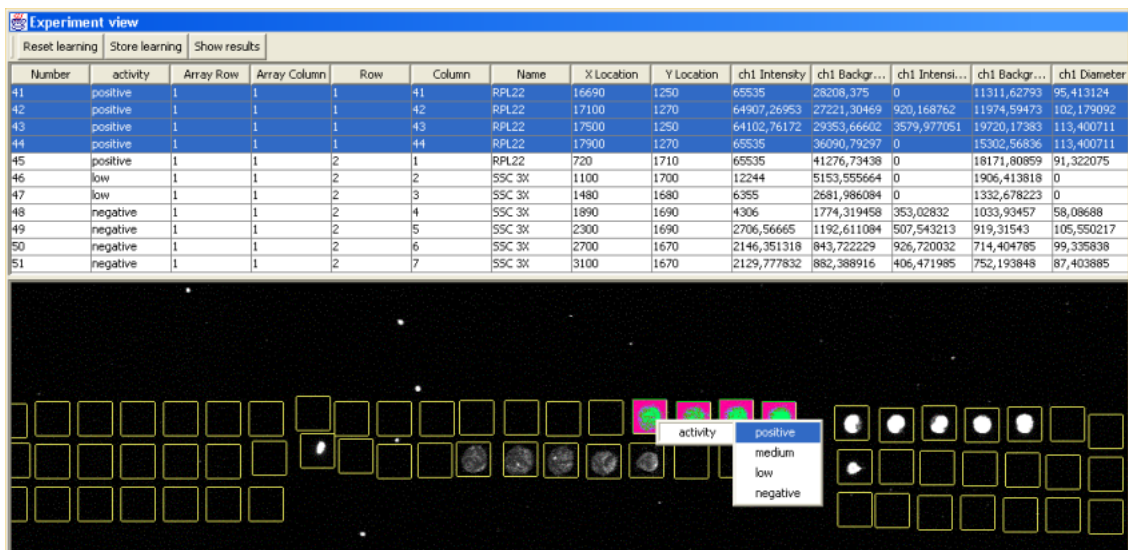 Experiment view
Reset learning Store learning Show results
Number activity Array Row Array Column Row Column Name X Location Y Location ch1 Intensity ch1 Backgr... ch1 Intensi... ch1 Backgr... ch1 Diameter
41 positive 1 1 1 41 RPL22 16690 1250 65535 28208,375 0 11311,62793 95,413124
42 positive 1 1 1 42 RPL22 17100 1270 64907,26953 27221,30469 920,168762 11974,59473 102,179092
43 positive 1 1 1 43 RPL22 17500 1250 64102,76172 29353,66602 3579,977051 19720,17383 113,400711
44 positive 1 1 1 44 RPL22 17900 1270 65535 36090,79297 0 15302,56836 113,400711
45 positive 1 1 2 1 RPL22 720 1710 65535 41276,73438 0 18171,80859 91,322075
46 low 1 1 2 2 SSC 3X 1100 1700 12244 5153,555664 0 1906,413818 0
47 low 1 1 2 3 SSC 3X 1480 1680 6355 2681,986084 0 1332,678223 0
48 negative 1 1 2 4 SSC 3X 1890 1690 4306 1774,319458 353,02832 1033,93457 58,08688
49 negative 1 1 2 5 SSC 3X 2300 1690 2706,56665 1192,611084 507,543213 919,31543 105,550217
50 negative 1 1 2 6 SSC 3X 2700 1670 2146,351318 843,722229 926,720032 714,404785 99,335838
51 negative 1 1 2 7 SSC 3X 3100 1670 2129,777832 882,388916 406,471985 752,193848 87,403885
activity positive
medium
low
negative